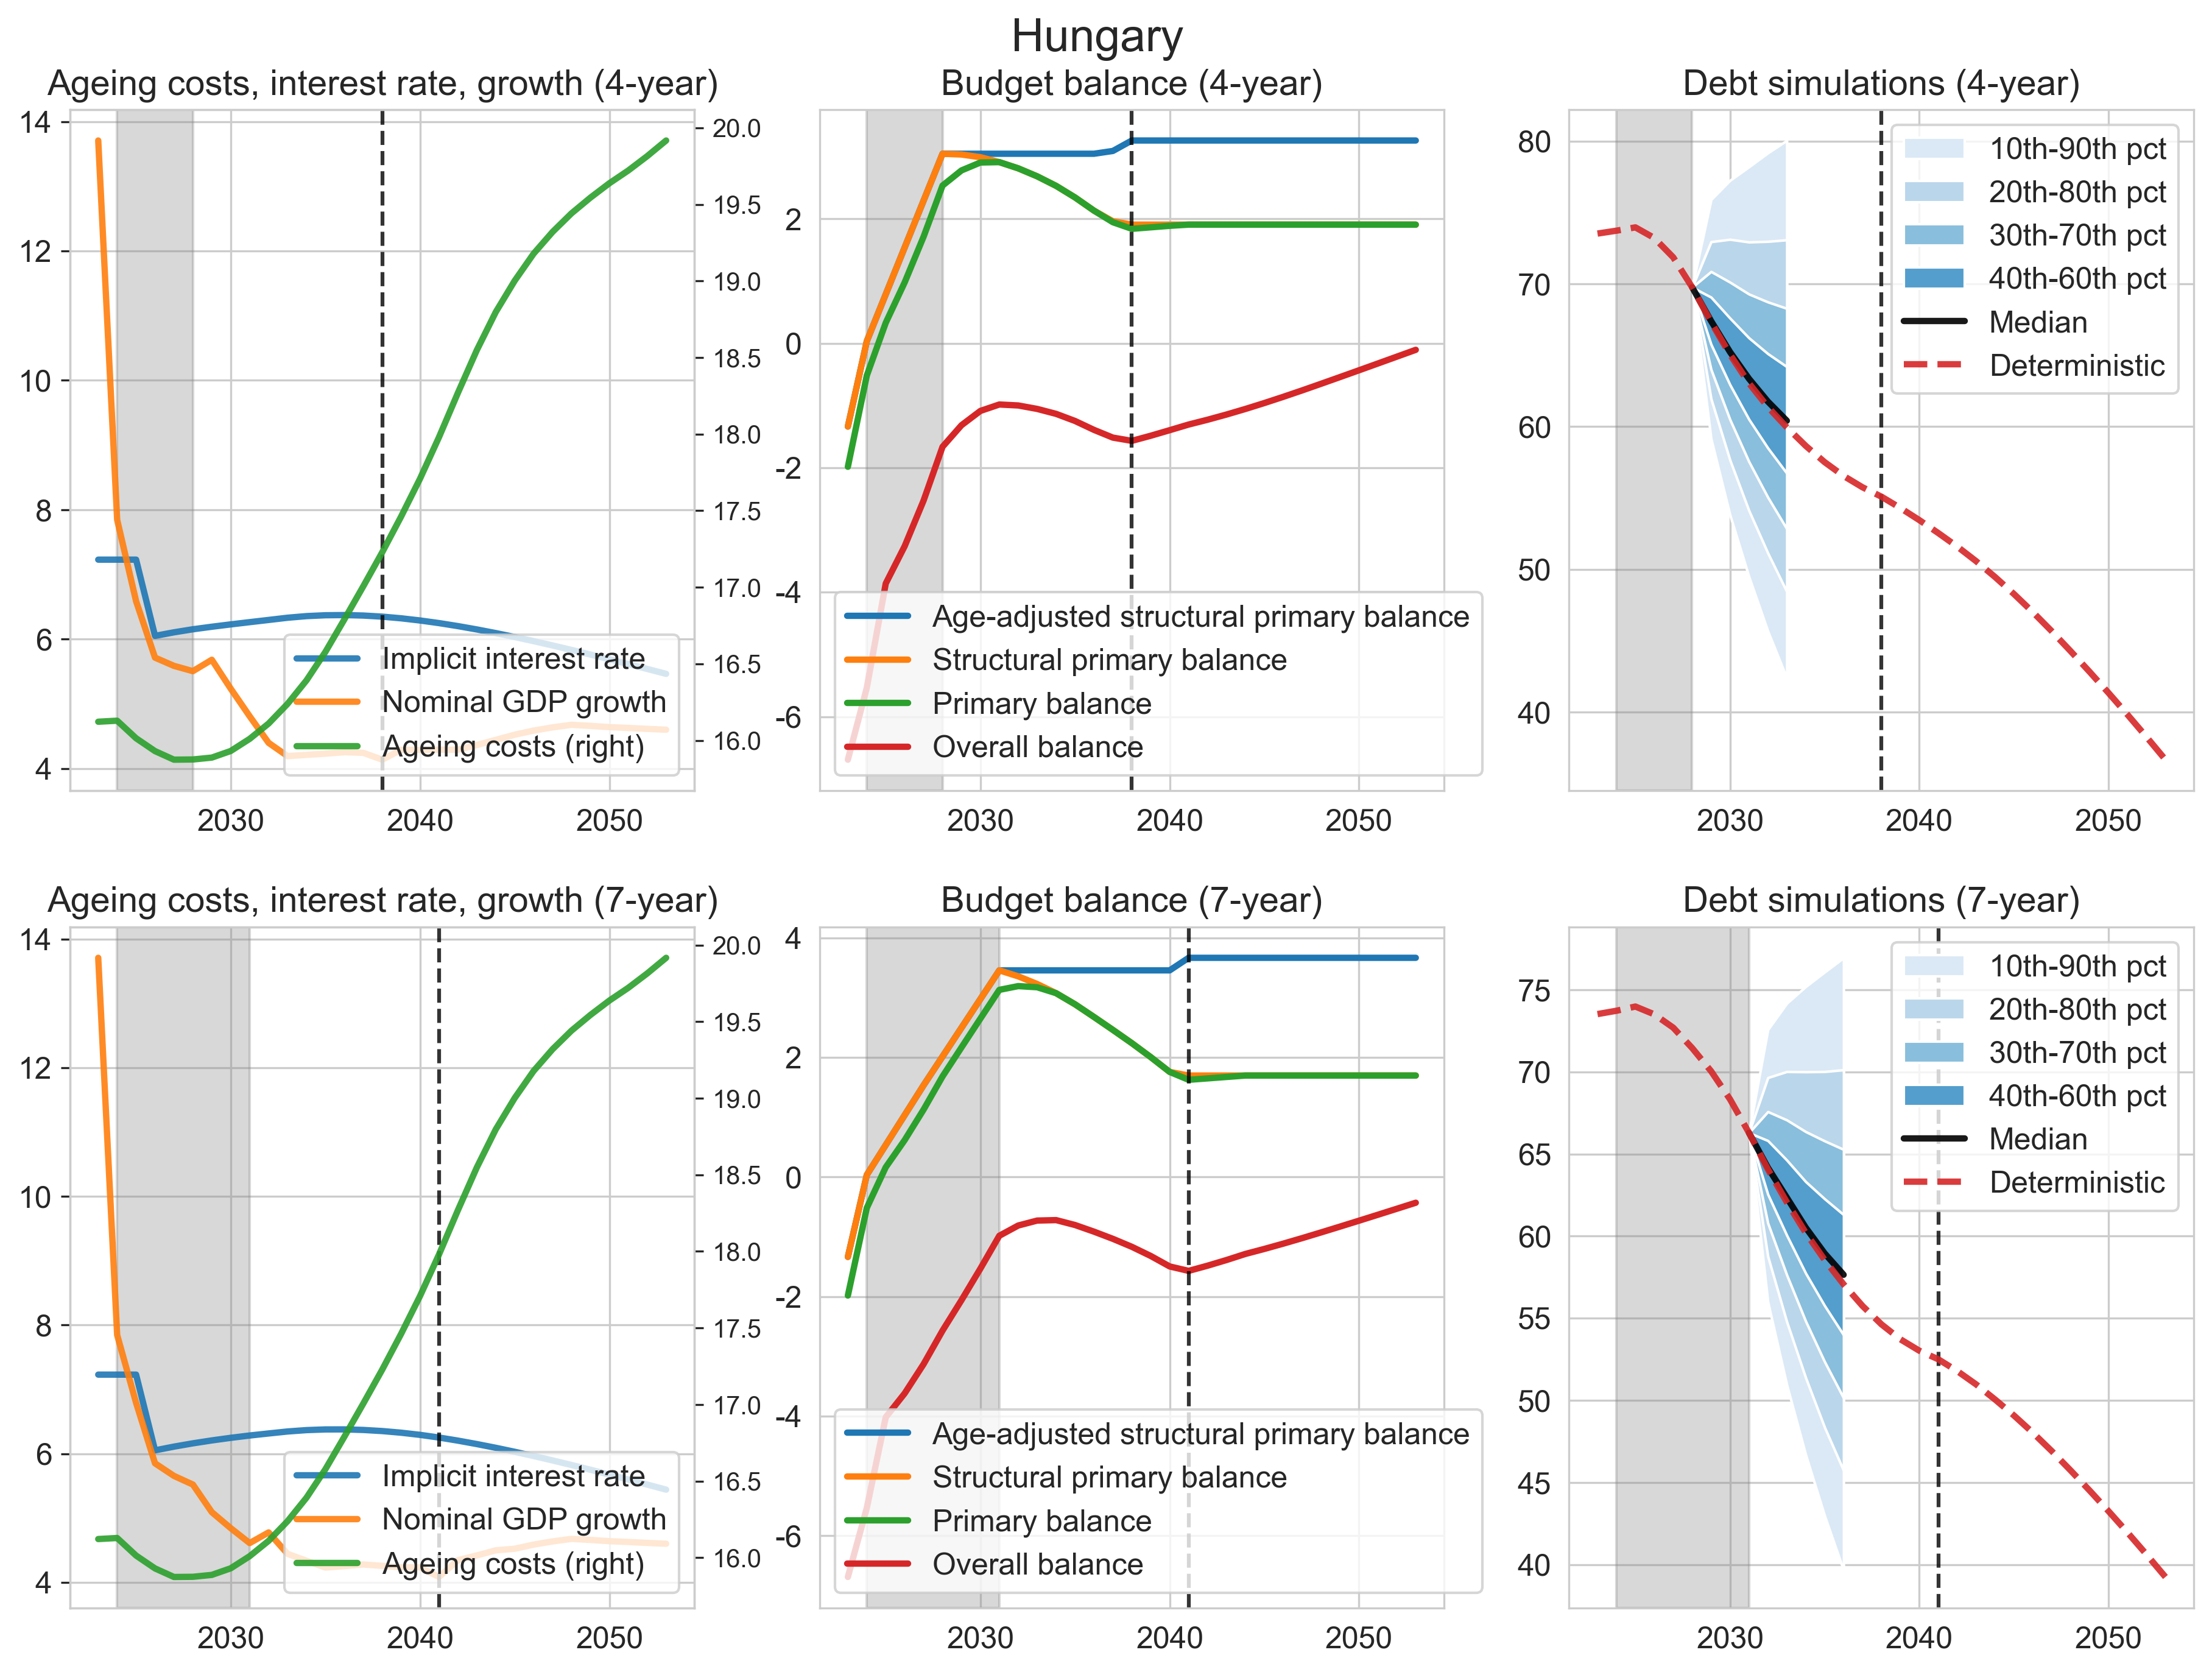 Hungary
Ageing costs, interest rate, growth (4-year)
14
12
10
8
6
4
20.0
19.5
19.0
18.5
18.0
17.5
17.0
16.5
16.0
Implicit interest rate
Nominal GDP growth
Ageing costs (right)
2030
2040
2050
Budget balance (4-year)
2
0
-2
-4
-6
Age-adjusted structural primary balance
Structural primary balance
Primary balance
Overall balance
2030
2040
2050
Debt simulations (4-year)
80
70
60
50
40
10th-90th pct
20th-80th pct
30th-70th pct
40th-60th pct
Median
Deterministic
2030
2040
2050
Ageing costs, interest rate, growth (7-year)
14
12
10
8
6
4
20.0
19.5
19.0
18.5
18.0
17.5
17.0
16.5
16.0
Implicit interest rate
Nominal GDP growth
Ageing costs (right)
2030
2040
2050
Budget balance (7-year)
4
2
0
-2
-4
-6
Age-adjusted structural primary balance
Structural primary balance
Primary balance
Overall balance
2030
2040
2050
Debt simulations (7-year)
75
70
65
60
55
50
45
40
10th-90th pct
20th-80th pct
30th-70th pct
40th-60th pct
Median
Deterministic
2030
2040
2050